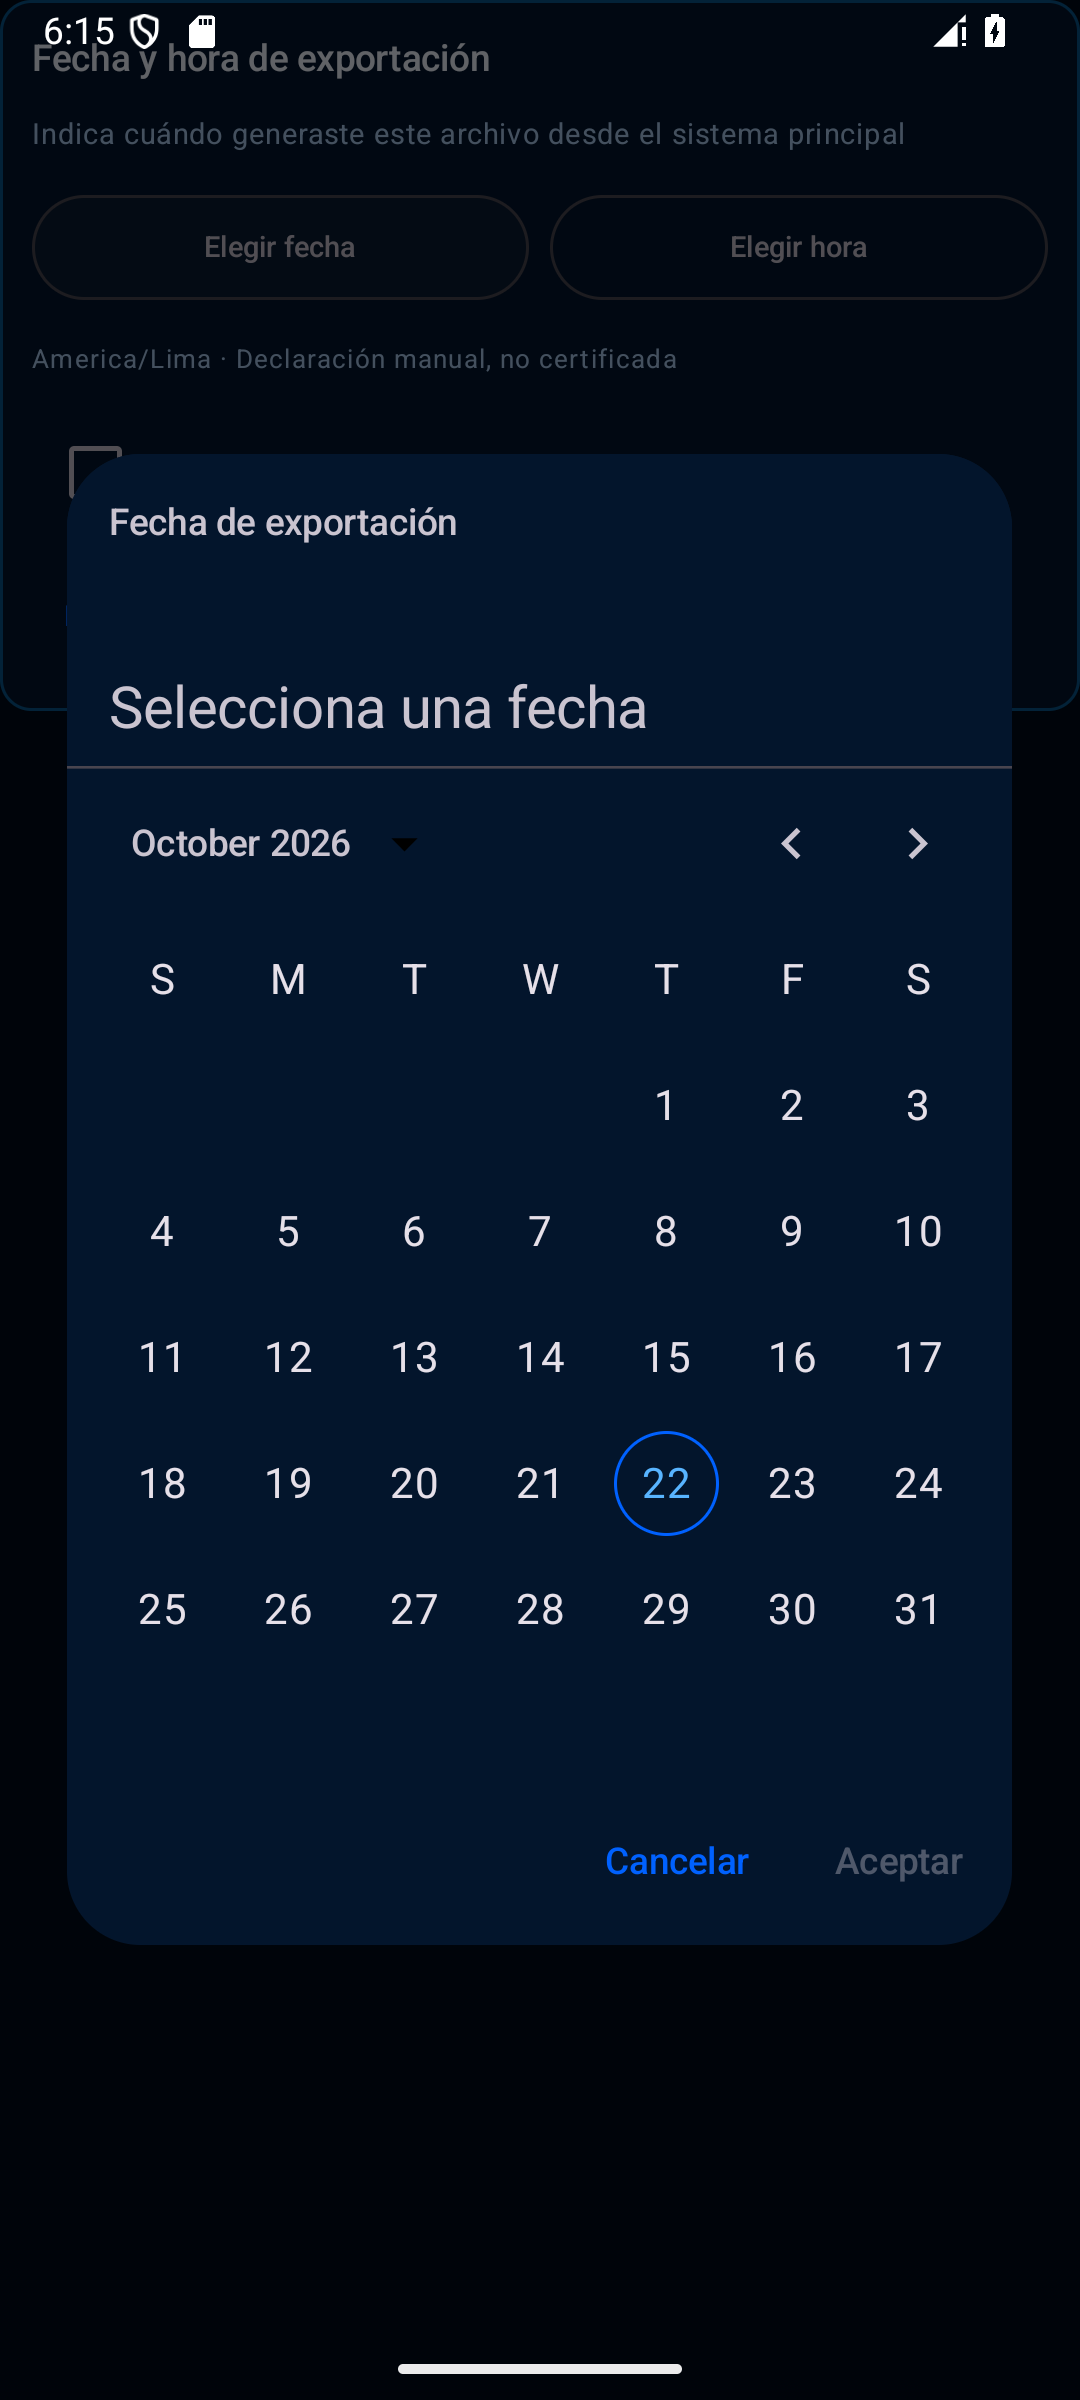 6:15
Fecha y hora de exportación
Indica cuándo generaste este archivo desde el sistema principal
Elegir fecha Elegir hora
America/Lima · Declaración manual, no certificada
Fecha de exportación
Selecciona una fecha
October 2026
S M T W T F S
1 2 3
4 5 6 7 8 9 10
11 12 13 14 15 16 17
18 19 20 21 22 23 24
25 26 27 28 29 30 31
Cancelar Aceptar